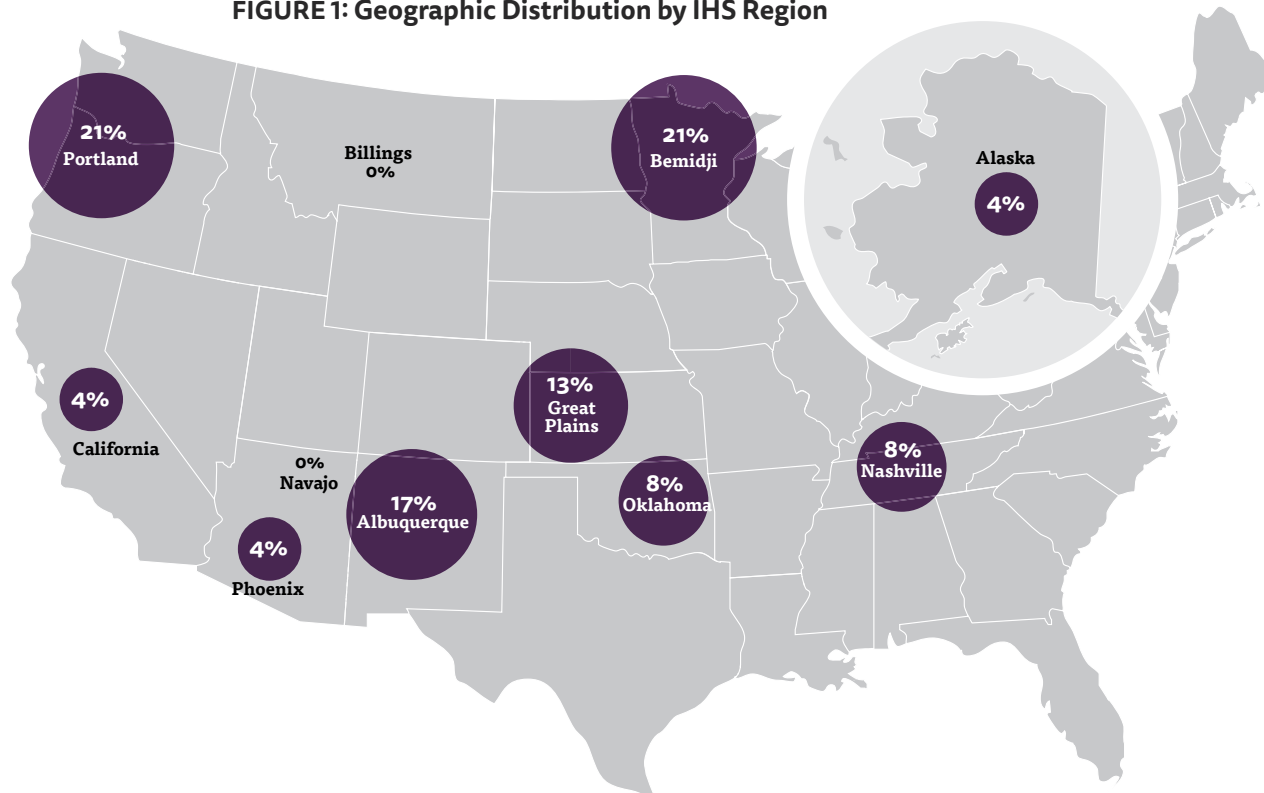 FIGURE 1: Geographic Distribution by IHS Region
21%
Portland
Billings
0%
21%
Bemidji
Alaska
4%
4%
California
13%
Great
Plains
0%
Navajo
17%
Albuquerque
8%
Oklahoma
8%
Nashville
4%
Phoenix